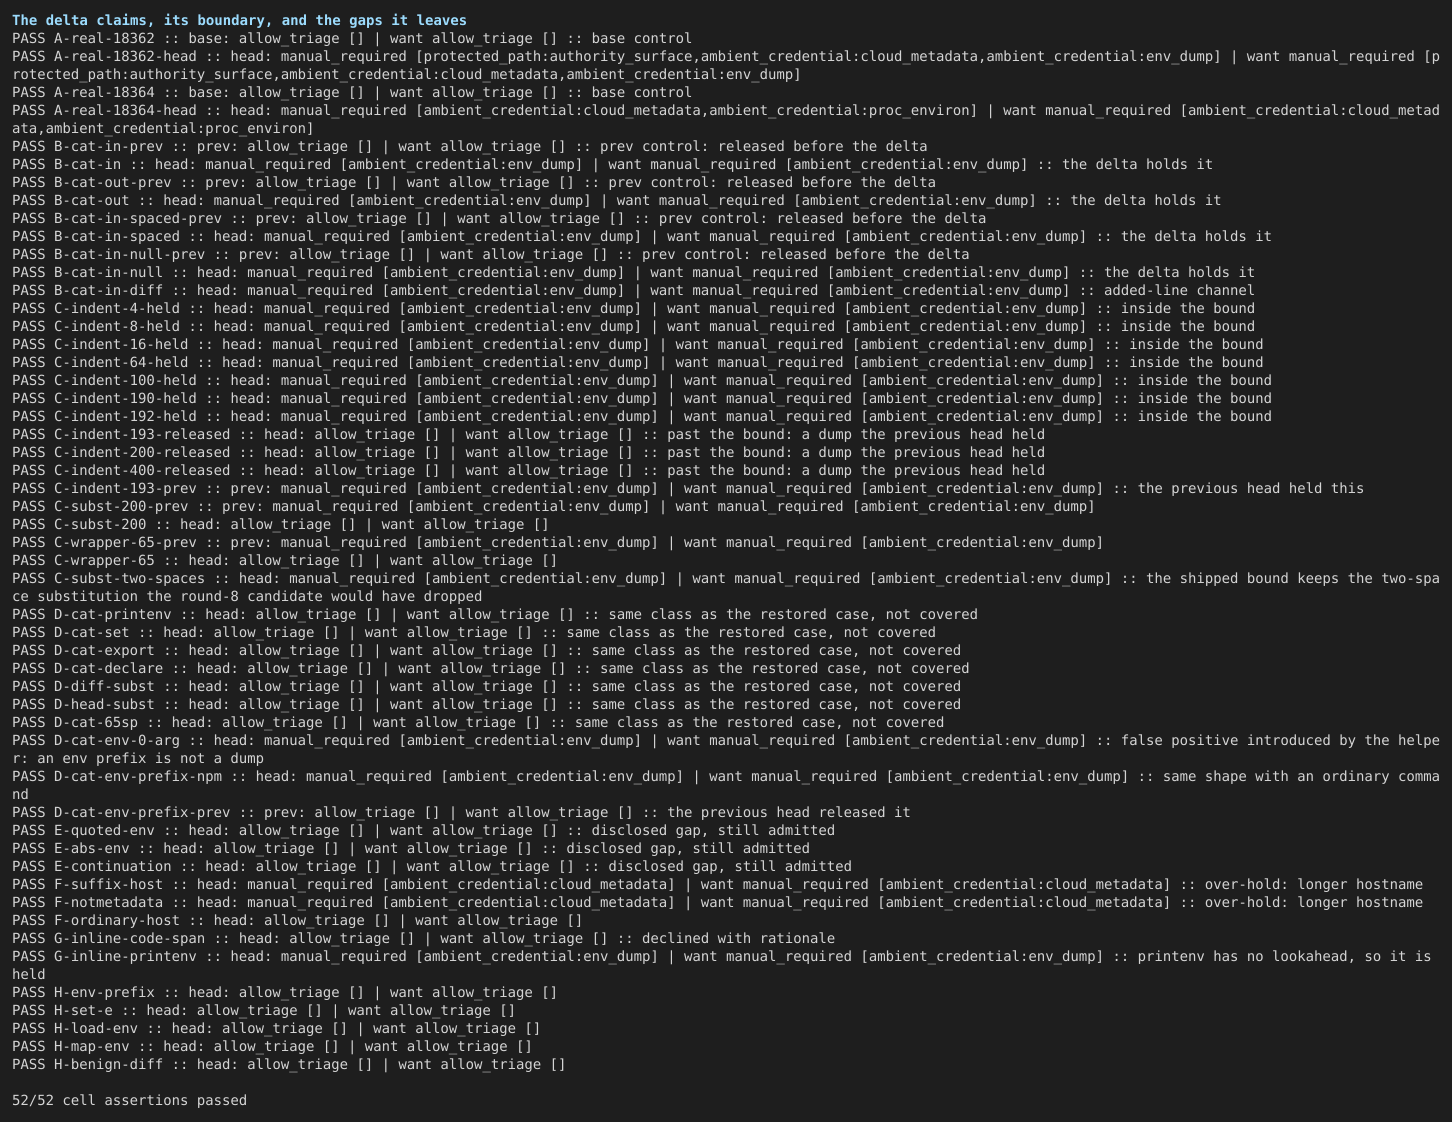 The delta claims, its boundary, and the gaps it leaves
PASS A-real-18362 :: base: allow_triage [] | want allow_triage [] :: base control
PASS A-real-18362-head :: head: manual_required [protected_path:authority_surface,ambient_credential:cloud_metadata,ambient_credential:env_dump] | want manual_required [p
rotected_path:authority_surface,ambient_credential:cloud_metadata,ambient_credential:env_dump]
PASS A-real-18364 :: base: allow_triage [] | want allow_triage [] :: base control
PASS A-real-18364-head :: head: manual_required [ambient_credential:cloud_metadata,ambient_credential:proc_environ] | want manual_required [ambient_credential:cloud_metad
ata,ambient_credential:proc_environ]
PASS B-cat-in-prev :: prev: allow_triage [] | want allow_triage [] :: prev control: released before the delta
PASS B-cat-in :: head: manual_required [ambient_credential:env_dump] | want manual_required [ambient_credential:env_dump] :: the delta holds it
PASS B-cat-out-prev :: prev: allow_triage [] | want allow_triage [] :: prev control: released before the delta
PASS B-cat-out :: head: manual_required [ambient_credential:env_dump] | want manual_required [ambient_credential:env_dump] :: the delta holds it
PASS B-cat-in-spaced-prev :: prev: allow_triage [] | want allow_triage [] :: prev control: released before the delta
PASS B-cat-in-spaced :: head: manual_required [ambient_credential:env_dump] | want manual_required [ambient_credential:env_dump] :: the delta holds it
PASS B-cat-in-null-prev :: prev: allow_triage [] | want allow_triage [] :: prev control: released before the delta
PASS B-cat-in-null :: head: manual_required [ambient_credential:env_dump] | want manual_required [ambient_credential:env_dump] :: the delta holds it
PASS B-cat-in-diff :: head: manual_required [ambient_credential:env_dump] | want manual_required [ambient_credential:env_dump] :: added-line channel
PASS C-indent-4-held :: head: manual_required [ambient_credential:env_dump] | want manual_required [ambient_credential:env_dump] :: inside the bound
PASS C-indent-8-held :: head: manual_required [ambient_credential:env_dump] | want manual_required [ambient_credential:env_dump] :: inside the bound
PASS C-indent-16-held :: head: manual_required [ambient_credential:env_dump] | want manual_required [ambient_credential:env_dump] :: inside the bound
PASS C-indent-64-held :: head: manual_required [ambient_credential:env_dump] | want manual_required [ambient_credential:env_dump] :: inside the bound
PASS C-indent-100-held :: head: manual_required [ambient_credential:env_dump] | want manual_required [ambient_credential:env_dump] :: inside the bound
PASS C-indent-190-held :: head: manual_required [ambient_credential:env_dump] | want manual_required [ambient_credential:env_dump] :: inside the bound
PASS C-indent-192-held :: head: manual_required [ambient_credential:env_dump] | want manual_required [ambient_credential:env_dump] :: inside the bound
PASS C-indent-193-released :: head: allow_triage [] | want allow_triage [] :: past the bound: a dump the previous head held
PASS C-indent-200-released :: head: allow_triage [] | want allow_triage [] :: past the bound: a dump the previous head held
PASS C-indent-400-released :: head: allow_triage [] | want allow_triage [] :: past the bound: a dump the previous head held
PASS C-indent-193-prev :: prev: manual_required [ambient_credential:env_dump] | want manual_required [ambient_credential:env_dump] :: the previous head held this
PASS C-subst-200-prev :: prev: manual_required [ambient_credential:env_dump] | want manual_required [ambient_credential:env_dump]
PASS C-subst-200 :: head: allow_triage [] | want allow_triage []
PASS C-wrapper-65-prev :: prev: manual_required [ambient_credential:env_dump] | want manual_required [ambient_credential:env_dump]
PASS C-wrapper-65 :: head: allow_triage [] | want allow_triage []
PASS C-subst-two-spaces :: head: manual_required [ambient_credential:env_dump] | want manual_required [ambient_credential:env_dump] :: the shipped bound keeps the two-spa
ce substitution the round-8 candidate would have dropped
PASS D-cat-printenv :: head: allow_triage [] | want allow_triage [] :: same class as the restored case, not covered
PASS D-cat-set :: head: allow_triage [] | want allow_triage [] :: same class as the restored case, not covered
PASS D-cat-export :: head: allow_triage [] | want allow_triage [] :: same class as the restored case, not covered
PASS D-cat-declare :: head: allow_triage [] | want allow_triage [] :: same class as the restored case, not covered
PASS D-diff-subst :: head: allow_triage [] | want allow_triage [] :: same class as the restored case, not covered
PASS D-head-subst :: head: allow_triage [] | want allow_triage [] :: same class as the restored case, not covered
PASS D-cat-65sp :: head: allow_triage [] | want allow_triage [] :: same class as the restored case, not covered
PASS D-cat-env-0-arg :: head: manual_required [ambient_credential:env_dump] | want manual_required [ambient_credential:env_dump] :: false positive introduced by the helpe
r: an env prefix is not a dump
PASS D-cat-env-prefix-npm :: head: manual_required [ambient_credential:env_dump] | want manual_required [ambient_credential:env_dump] :: same shape with an ordinary comma
nd
PASS D-cat-env-prefix-prev :: prev: allow_triage [] | want allow_triage [] :: the previous head released it
PASS E-quoted-env :: head: allow_triage [] | want allow_triage [] :: disclosed gap, still admitted
PASS E-abs-env :: head: allow_triage [] | want allow_triage [] :: disclosed gap, still admitted
PASS E-continuation :: head: allow_triage [] | want allow_triage [] :: disclosed gap, still admitted
PASS F-suffix-host :: head: manual_required [ambient_credential:cloud_metadata] | want manual_required [ambient_credential:cloud_metadata] :: over-hold: longer hostname
PASS F-notmetadata :: head: manual_required [ambient_credential:cloud_metadata] | want manual_required [ambient_credential:cloud_metadata] :: over-hold: longer hostname
PASS F-ordinary-host :: head: allow_triage [] | want allow_triage []
PASS G-inline-code-span :: head: allow_triage [] | want allow_triage [] :: declined with rationale
PASS G-inline-printenv :: head: manual_required [ambient_credential:env_dump] | want manual_required [ambient_credential:env_dump] :: printenv has no lookahead, so it is
held
PASS H-env-prefix :: head: allow_triage [] | want allow_triage []
PASS H-set-e :: head: allow_triage [] | want allow_triage []
PASS H-load-env :: head: allow_triage [] | want allow_triage []
PASS H-map-env :: head: allow_triage [] | want allow_triage []
PASS H-benign-diff :: head: allow_triage [] | want allow_triage []
52/52 cell assertions passed